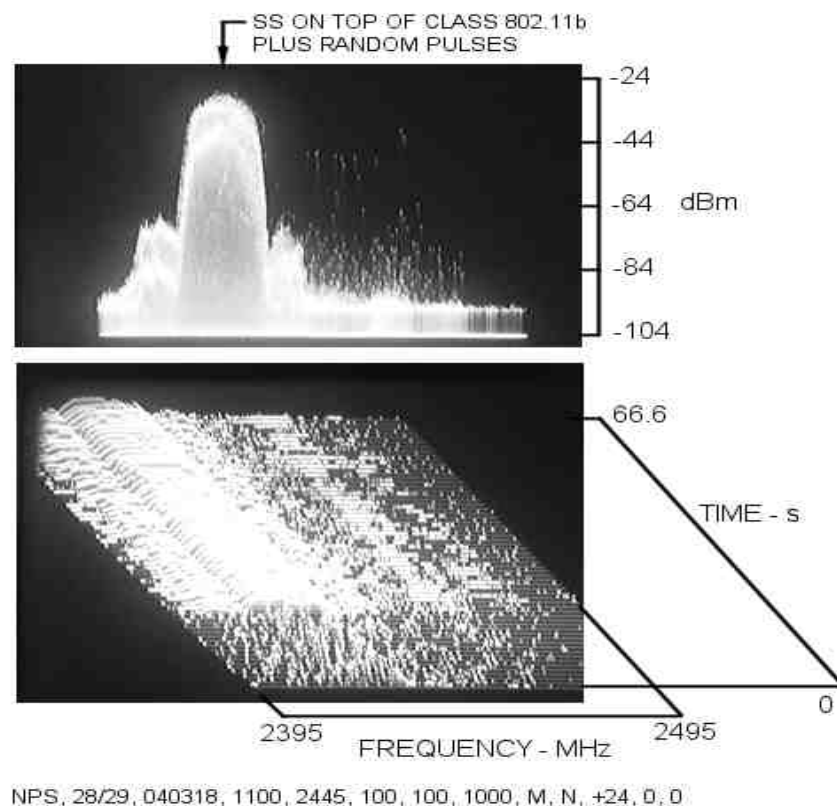 SS ON TOP OF CLASS 802.11b
PLUS RANDOM PULSES
-24
-44
-64
dBm
-84
-104
66.6
TIME - s
0
2395
2495
FREQUENCY - MHz
NPS, 28/29, 040318, 1100, 2445, 100, 100, 1000, M, N, +24, 0, 0